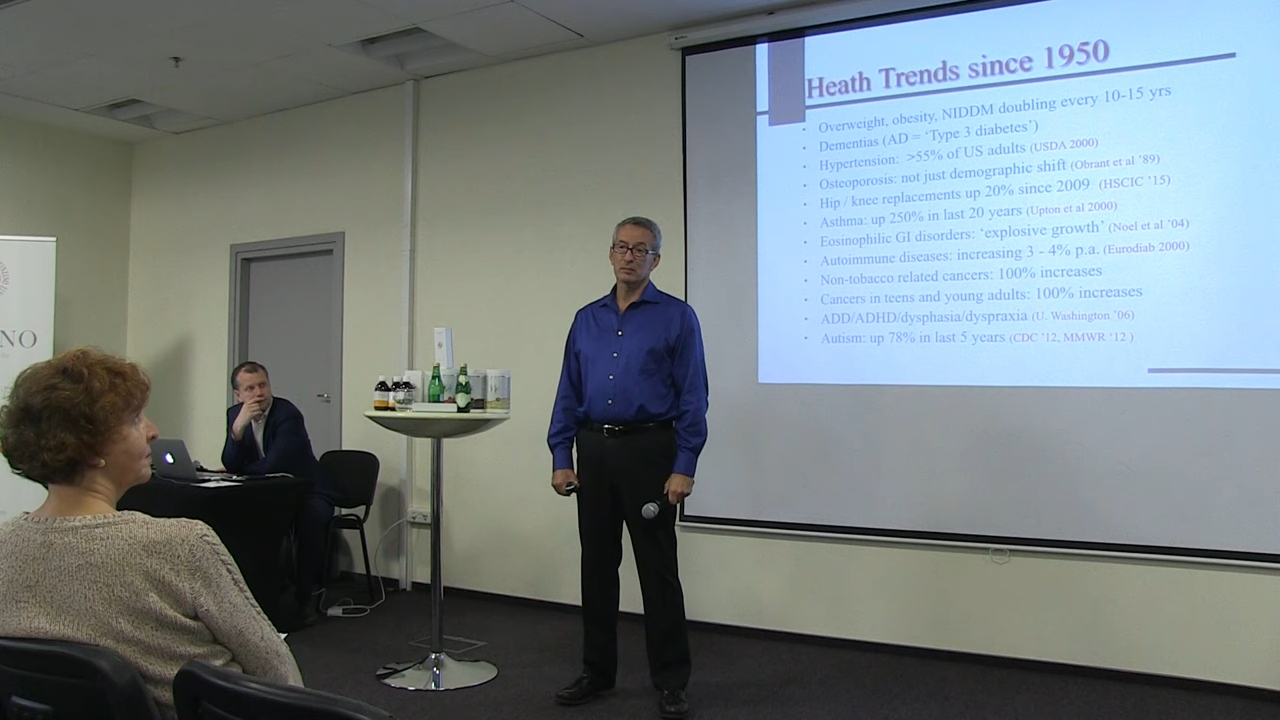 Heath Trends since 1950
• Overweight, obesity, NIDDM doubling every 10-15 yrs
• Dementias (AD = ‘Type 3 diabetes’)
• Hypertension: >55% of US adults (USDA 2000)
• Osteoporosis: not just demographic shift (Obrant et al ’89)
• Hip / knee replacements up 20% since 2009 (HSCIC ’15)
• Asthma: up 250% in last 20 years (Upton et al 2000)
• Eosinophilic GI disorders: ‘explosive growth’ (Noel et al ’04)
• Autoimmune diseases: increasing 3 - 4% p.a. (Eurodiab 2000)
• Non-tobacco related cancers: 100% increases
• Cancers in teens and young adults: 100% increases
• ADD/ADHD/dysphasia/dyspraxia (U. Washington ’06)
• Autism: up 78% in last 5 years (CDC ’12, MMWR ’12 )
NO